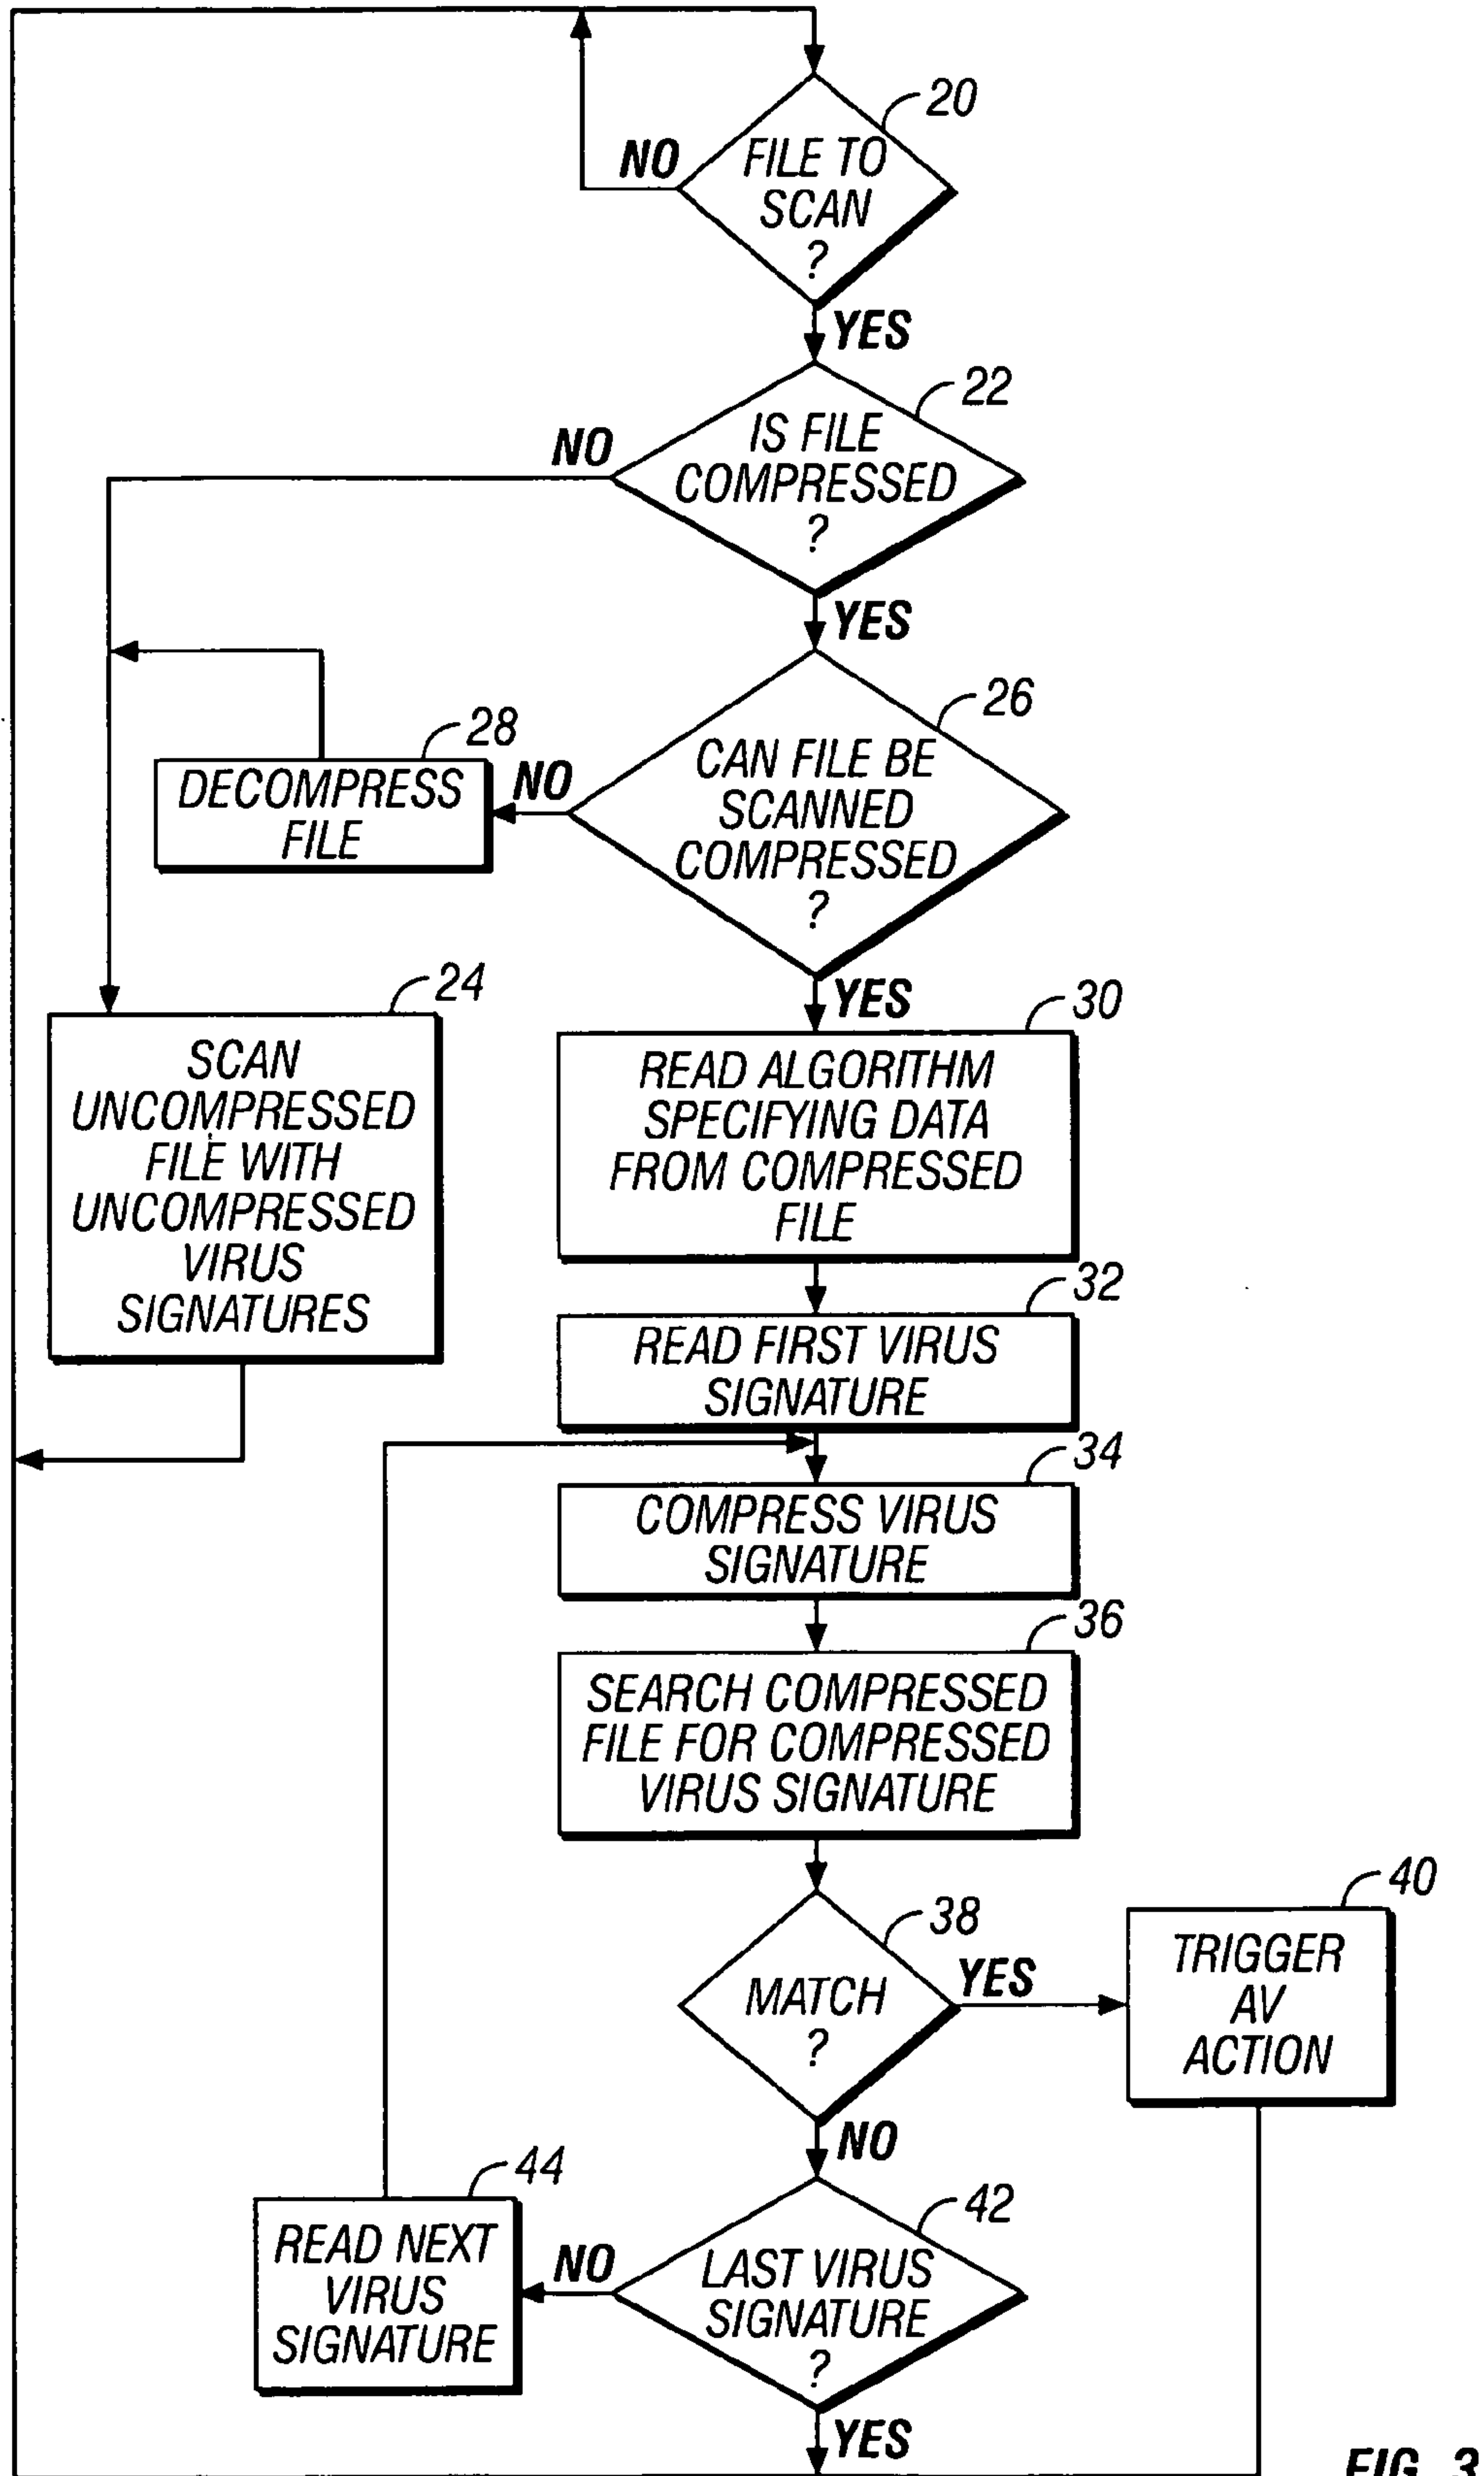 20
NO
FILE TO
SCAN
?
YES
22
NO
IS FILE
COMPRESSED
?
YES
26
28
CAN FILE BE
SCANNED
COMPRESSED
?
NO
DECOMPRESS
FILE
YES
24
30
SCAN
UNCOMPRESSED
FILE WITH
UNCOMPRESSED
VIRUS
SIGNATURES
READ ALGORITHM
SPECIFYING DATA
FROM COMPRESSED
FILE
32
READ FIRST VIRUS
SIGNATURE
34
COMPRESS VIRUS
SIGNATURE
36
SEARCH COMPRESSED
FILE FOR COMPRESSED
VIRUS SIGNATURE
38
MATCH
?
YES
40
TRIGGER
AV
ACTION
NO
44
42
READ NEXT
VIRUS
SIGNATURE
NO
LAST VIRUS
SIGNATURE
?
YES
FIG. 3